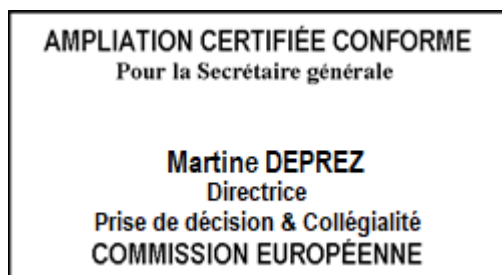 AMPLIATION CERTIFIÉE CONFORME
Pour la Secrétaire générale
Martine DEPREZ
Directrice
Prise de décision & Collégialité
COMMISSION EUROPÉENNE